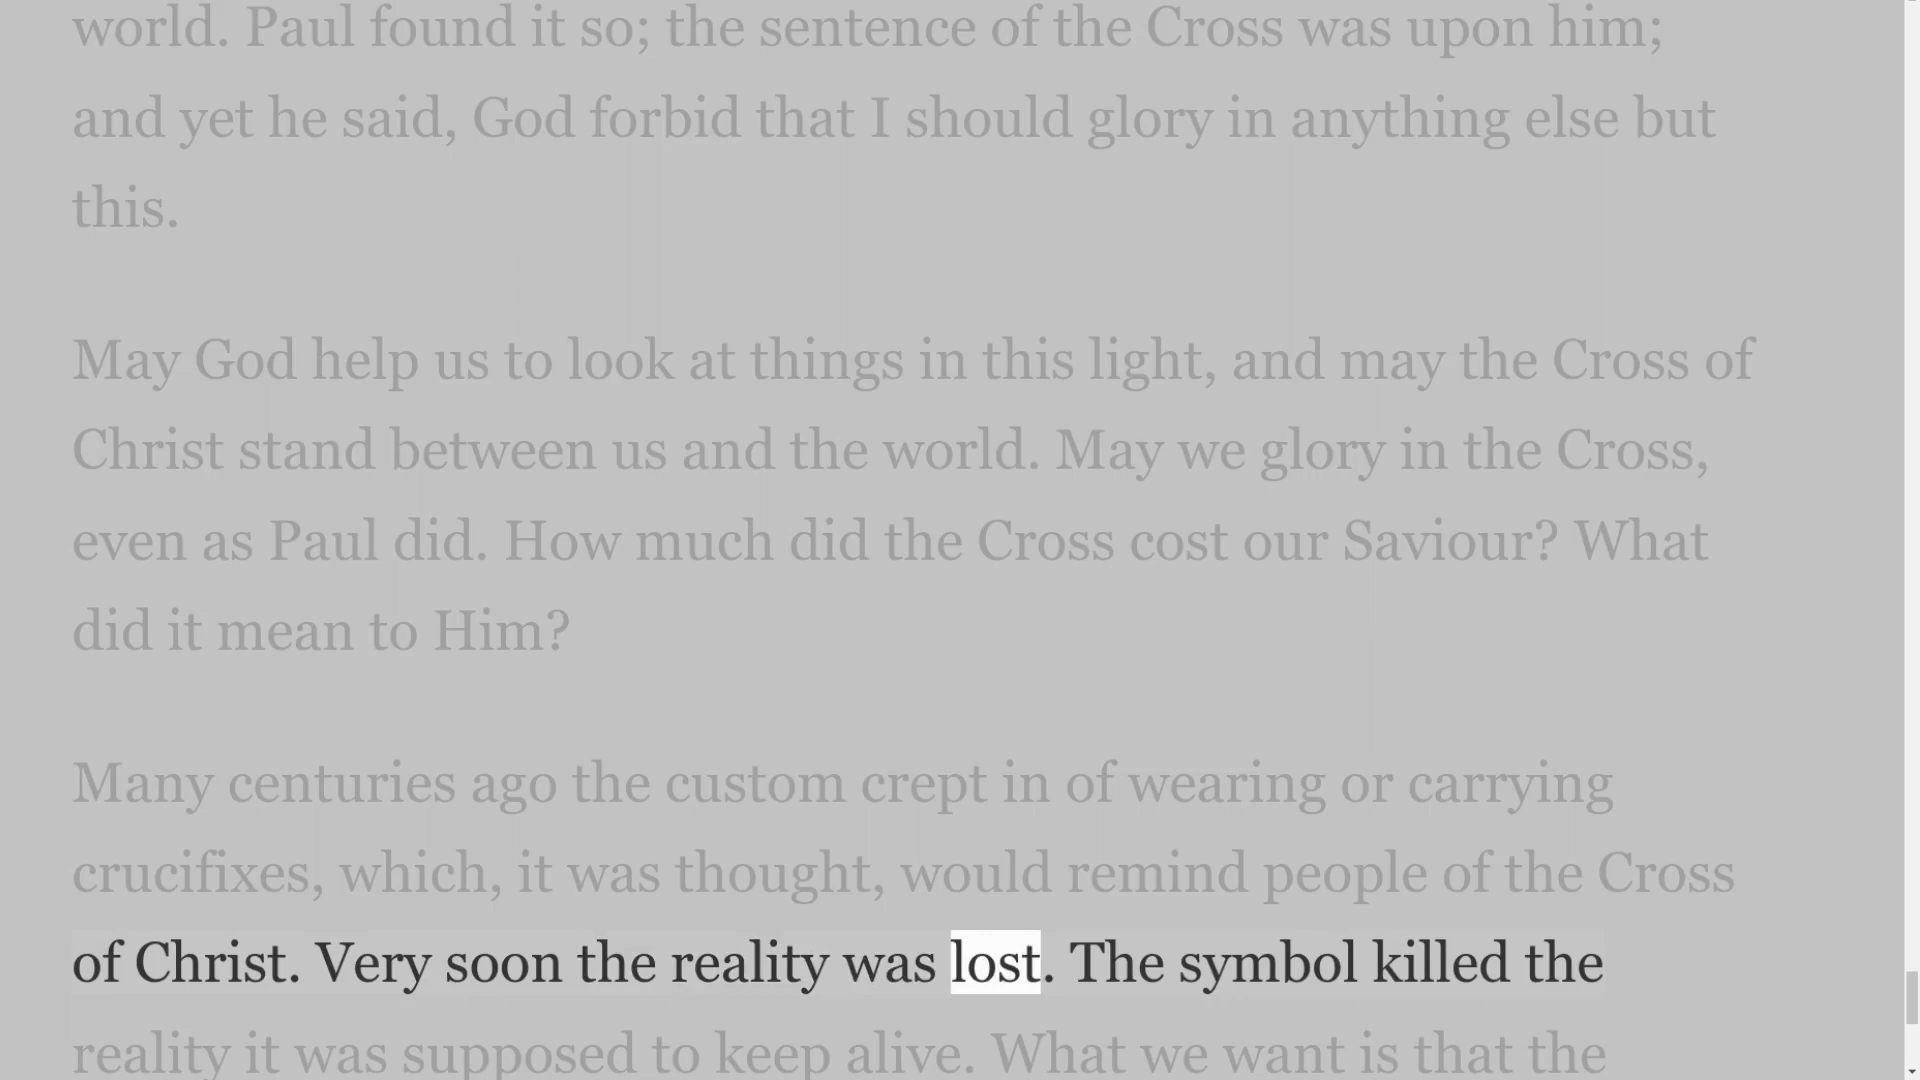 world. Paul found it so; the sentence of the Cross was upon him;
and yet he said, God forbid that I should glory in anything else but
this.
May God help us to look at things in this light, and may the Cross of
Christ stand between us and the world. May we glory in the Cross,
even as Paul did. How much did the Cross cost our Saviour? What
did it mean to Him?
Many centuries ago the custom crept in of wearing or carrying
crucifixes, which, it was thought, would remind people of the Cross
of Christ. Very soon the reality was lost. The symbol killed the
reality it was supposed to keep alive. What we want is that the